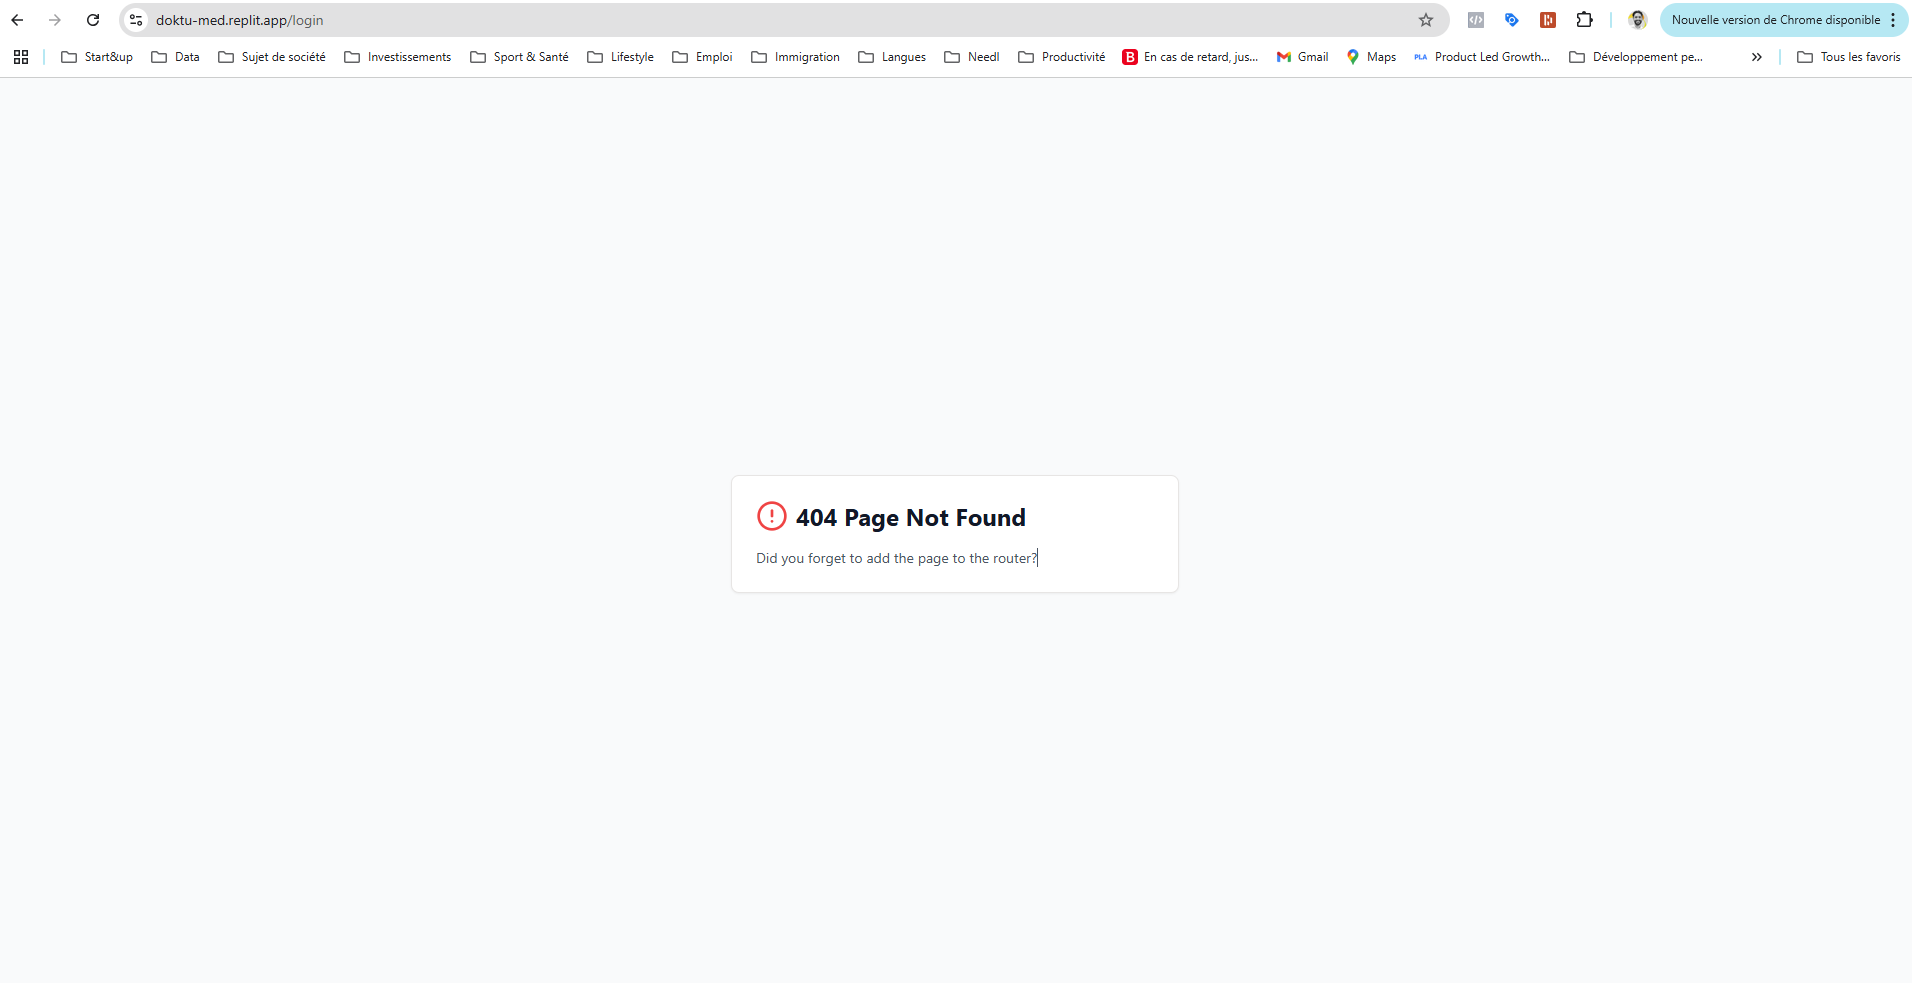 doktu-med.replit.app/login
Nouvelle version de Chrome disponible
Start&up Data Sujet de société Investissements Sport & Santé Lifestyle Emploi Immigration Langues Needl Productivité B En cas de retard, jus... Gmail Maps PLA Product Led Growth... Développement pe... Tous les favoris
404 Page Not Found
Did you forget to add the page to the router?